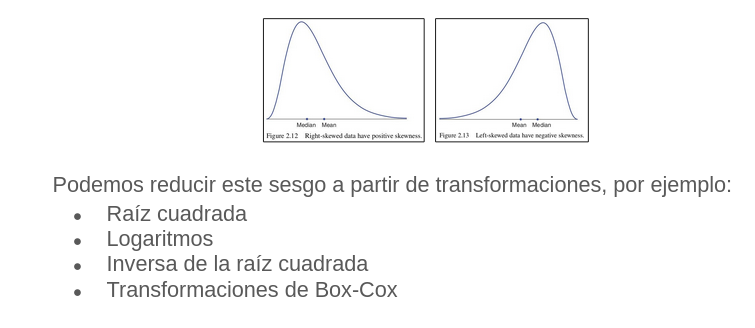 Median Mean
Figure 2.12 Right-skewed data have positive skewness.
Mean Median
Figure 2.13 Left-skewed data have negative skewness.
Podemos reducir este sesgo a partir de transformaciones, por ejemplo:
● Raíz cuadrada
● Logaritmos
● Inversa de la raíz cuadrada
● Transformaciones de Box-Cox